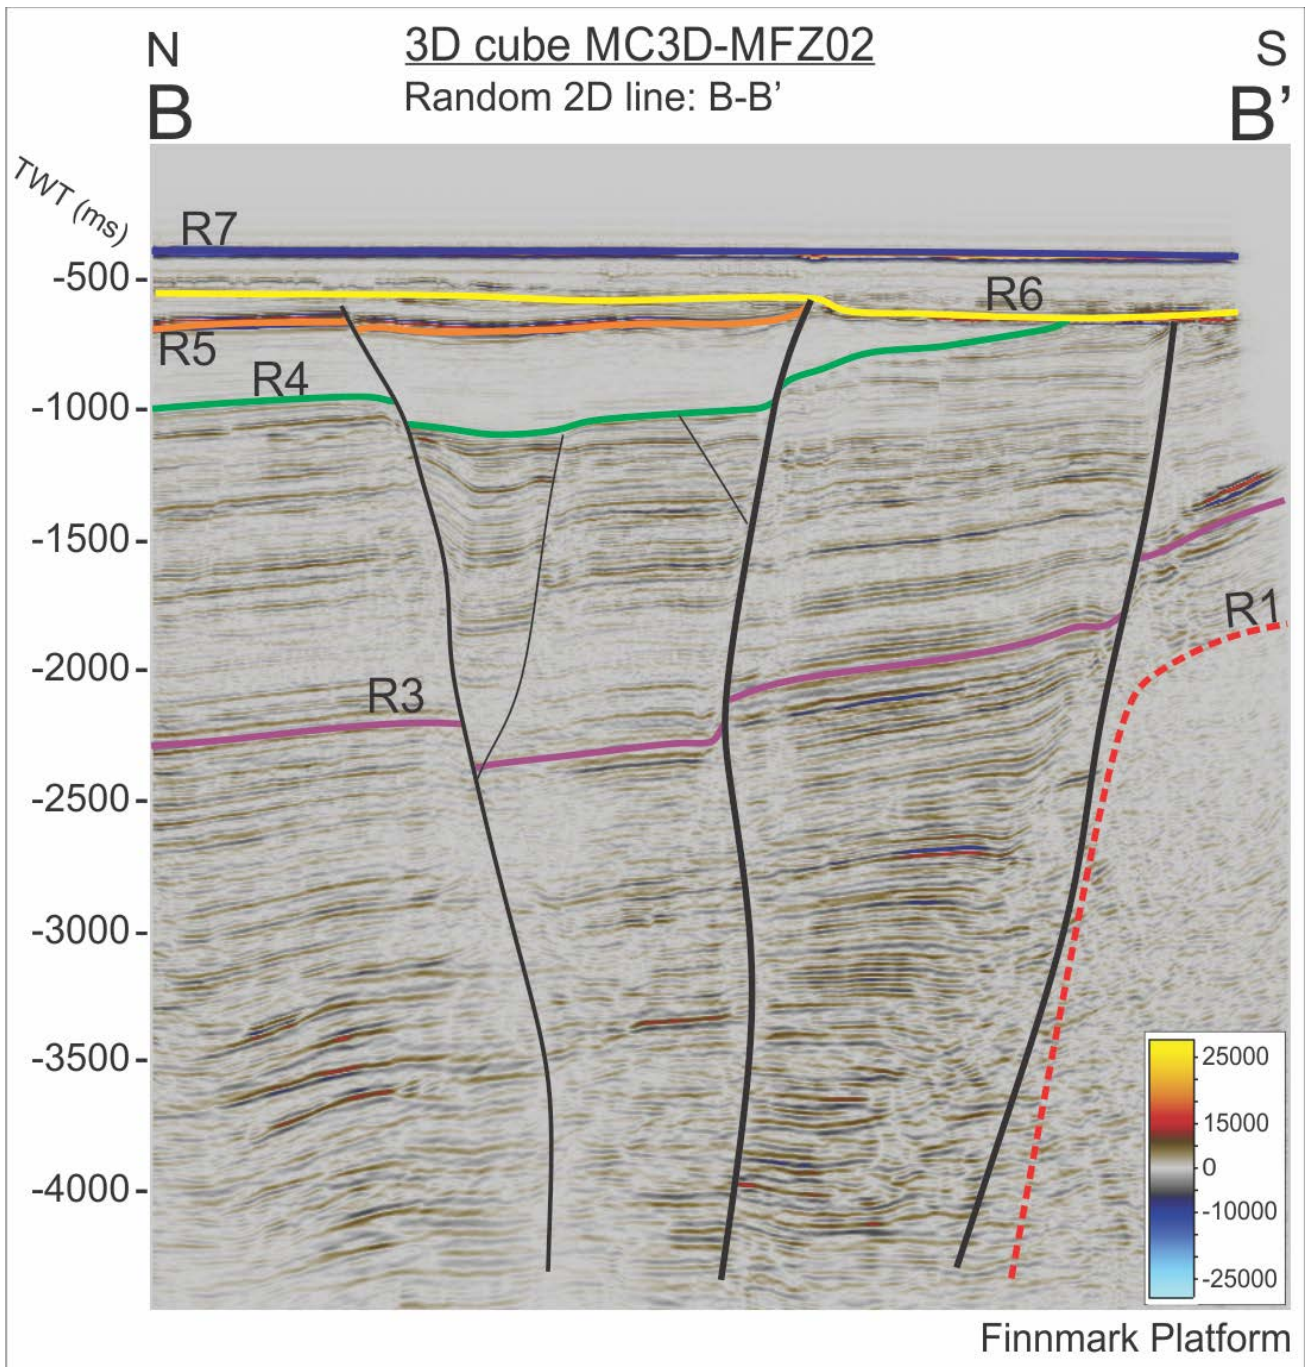 N
3D cube MC3D-MFZ02
S
B
Random 2D line: B-B’
B’
TWT (ms)
R7
-500
R6
R5
R4
-1000
-1500
R1
-2000
R3
-2500
-3000
-3500
-4000
25000
15000
0
-10000
-25000
Finnmark Platform